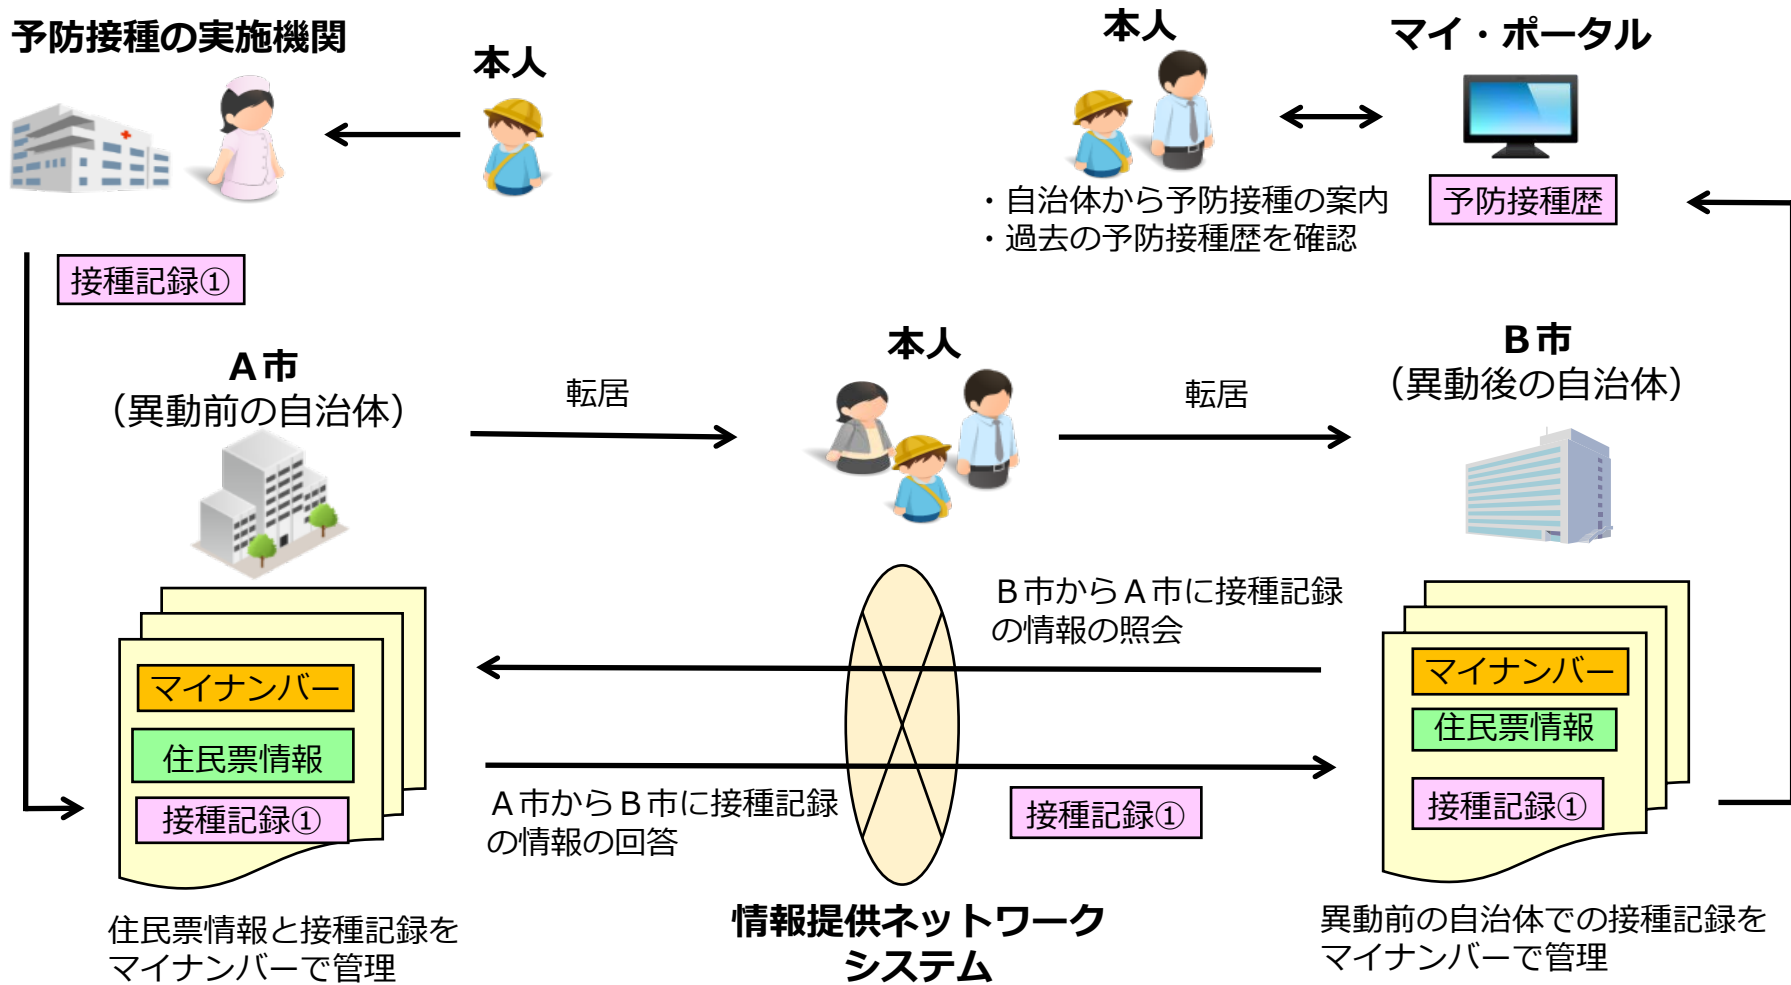 予防接種の実施機関
本人
本人
マイ・ポータル
予防接種歴
・自治体から予防接種の案内
・過去の予防接種歴を確認
接種記録①
A市
（異動前の自治体）
転居
本人
転居
B市
（異動後の自治体）
B市からA市に接種記録
の情報の照会
マイナンバー
住民票情報
接種記録①
A市からB市に接種記録
の情報の回答
接種記録①
マイナンバー
住民票情報
接種記録①
住民票情報と接種記録を
マイナンバーで管理
情報提供ネットワーク
システム
異動前の自治体での接種記録を
マイナンバーで管理